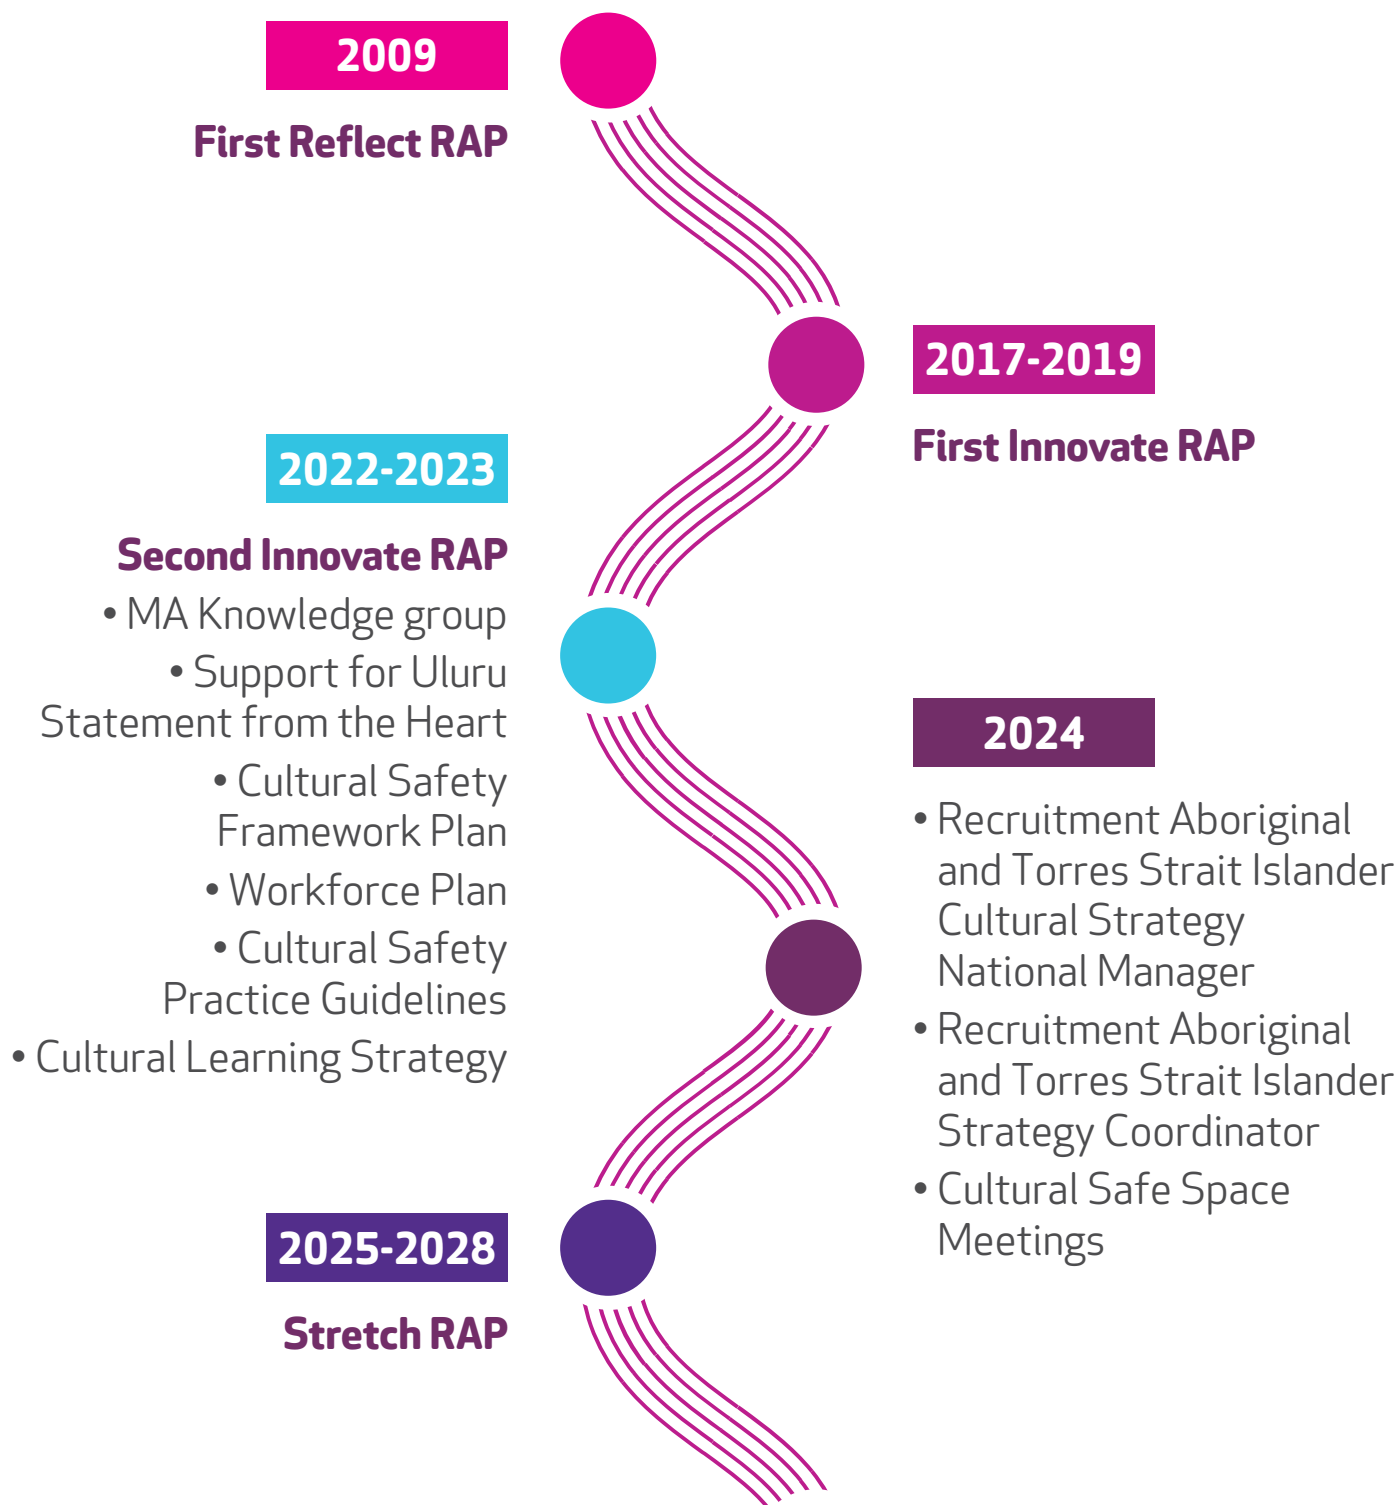 2009
First Reflect RAP
2017-2019
First Innovate RAP
2022-2023
Second Innovate RAP
• MA Knowledge group
• Support for Uluru
Statement from the Heart
• Cultural Safety
Framework Plan
• Workforce Plan
• Cultural Safety
Practice Guidelines
• Cultural Learning Strategy
2024
• Recruitment Aboriginal
and Torres Strait Islander
Cultural Strategy
National Manager
• Recruitment Aboriginal
and Torres Strait Islander
Strategy Coordinator
• Cultural Safe Space
Meetings
2025-2028
Stretch RAP